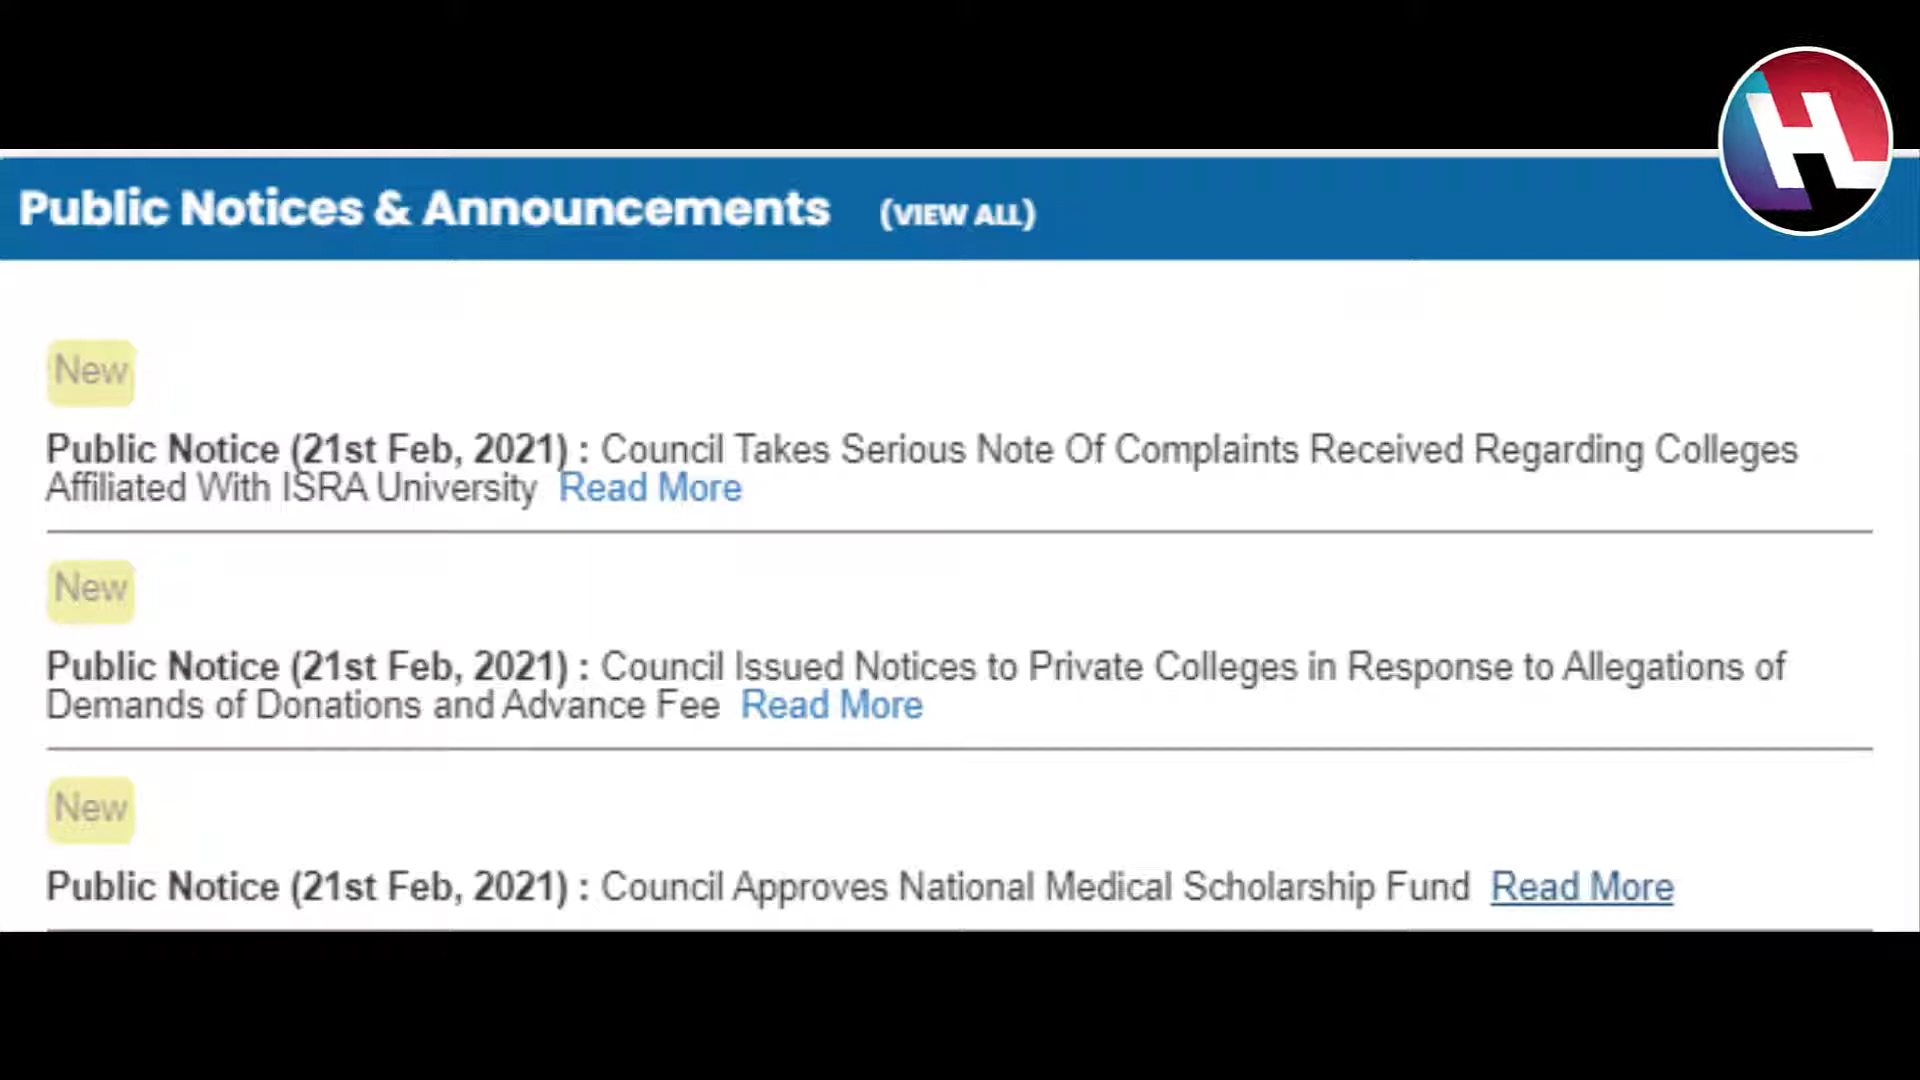 Public Notices & Announcements (VIEW ALL)
New
Public Notice (21st Feb, 2021) : Council Takes Serious Note Of Complaints Received Regarding Colleges
Affiliated With ISRA University Read More
New
Public Notice (21st Feb, 2021) : Council Issued Notices to Private Colleges in Response to Allegations of
Demands of Donations and Advance Fee Read More
New
Public Notice (21st Feb, 2021) : Council Approves National Medical Scholarship Fund Read More